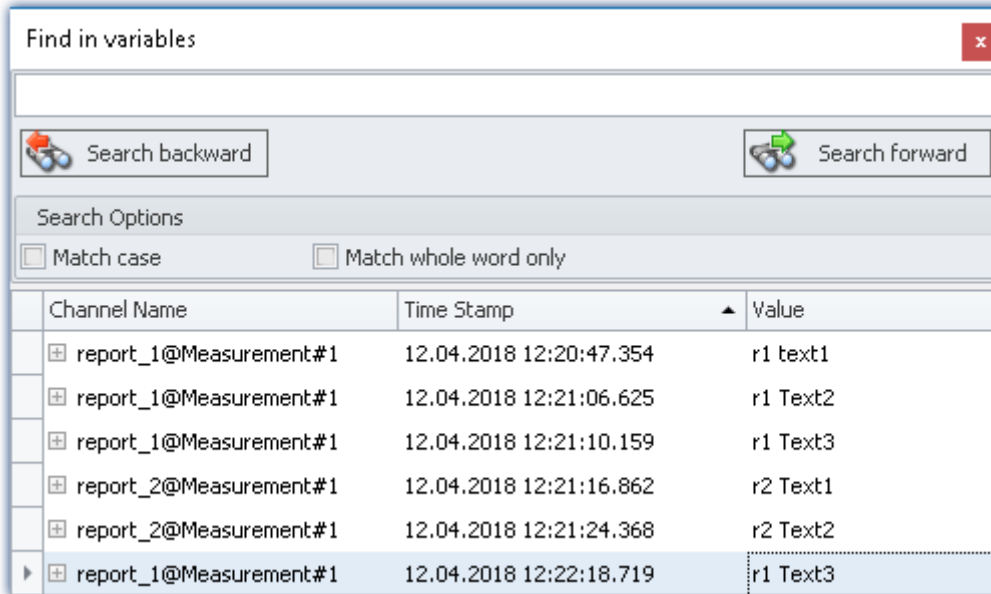 Find in variables
x
Search backward Search forward
Search Options
Match case Match whole word only
Channel Name Time Stamp Value
report_1@Measurement#1 12.04.2018 12:20:47.354 r1 text1
report_1@Measurement#1 12.04.2018 12:21:06.625 r1 Text2
report_1@Measurement#1 12.04.2018 12:21:10.159 r1 Text3
report_2@Measurement#1 12.04.2018 12:21:16.862 r2 Text1
report_2@Measurement#1 12.04.2018 12:21:24.368 r2 Text2
report_1@Measurement#1 12.04.2018 12:22:18.719 r1 Text3